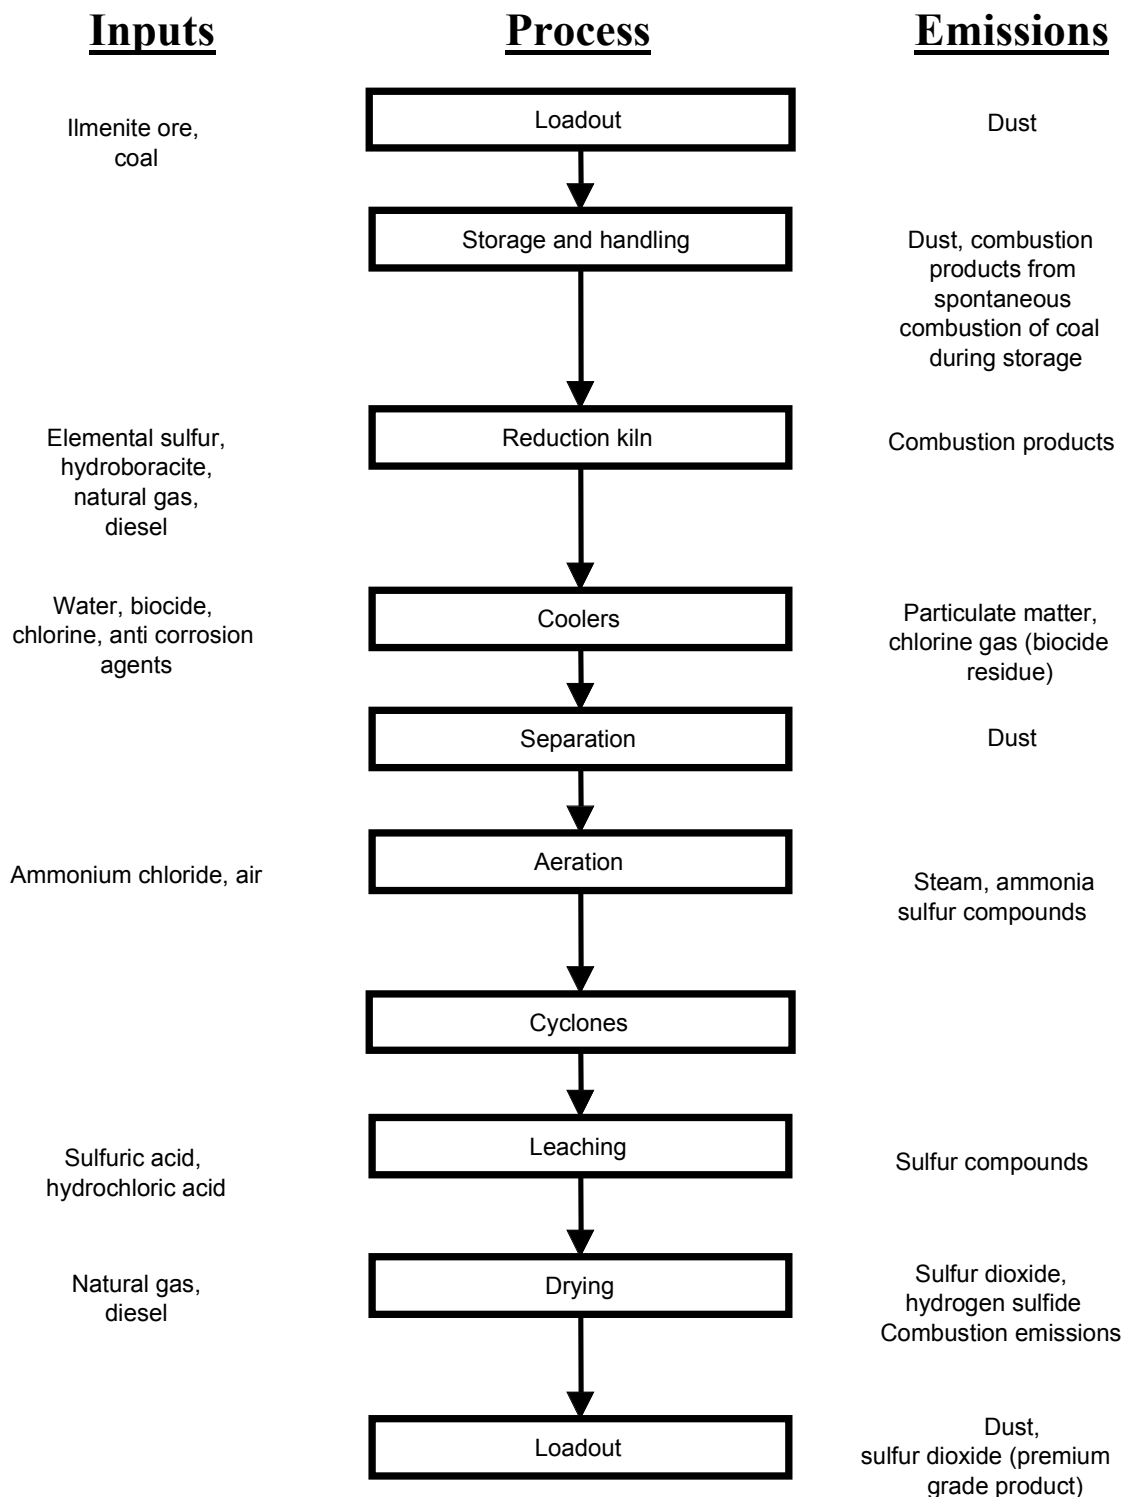 Inputs
Process
Emissions
Ilmenite ore,
coal
Loadout
Dust
Storage and handling
Dust, combustion
products from
spontaneous
combustion of coal
during storage
Elemental sulfur,
hydroboracite,
natural gas,
diesel
Reduction kiln
Combustion products
Water, biocide,
chlorine, anti corrosion
agents
Coolers
Particulate matter,
chlorine gas (biocide
residue)
Separation
Dust
Ammonium chloride, air
Aeration
Steam, ammonia
sulfur compounds
Cyclones
Sulfuric acid,
hydrochloric acid
Leaching
Sulfur compounds
Natural gas,
diesel
Drying
Sulfur dioxide,
hydrogen sulfide
Combustion emissions
Loadout
Dust,
sulfur dioxide (premium
grade product)